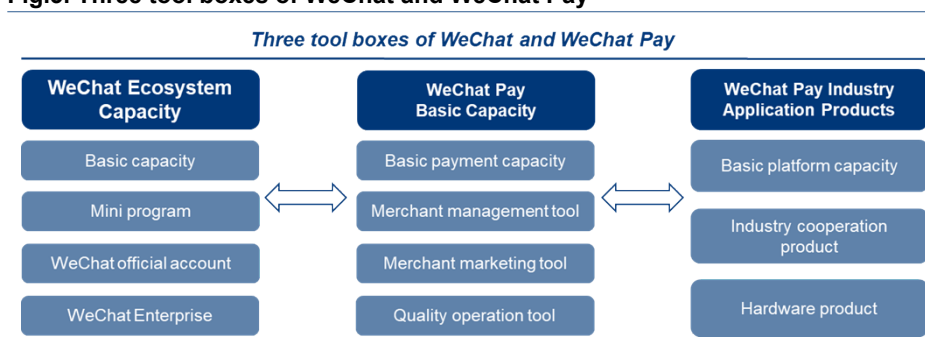 Three tool boxes of WeChat and WeChat Pay
WeChat Ecosystem
Capacity
Basic capacity
Mini program
WeChat official account
WeChat Enterprise
WeChat Pay
Basic Capacity
Basic payment capacity
Merchant management tool
Merchant marketing tool
Quality operation tool
WeChat Pay Industry
Application Products
Basic platform capacity
Industry cooperation
product
Hardware product